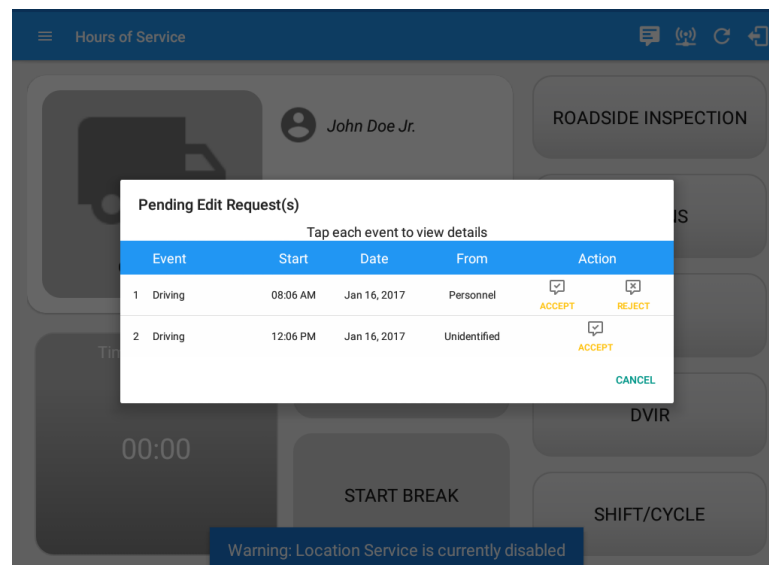 Hours of Service
John Doe Jr.
ROADSIDE INSPECTION
Pending Edit Request(s)
Tap each event to view details
Event Start Date From Action
1 Driving 08:06 AM Jan 16, 2017 Personnel ACCEPT REJECT
2 Driving 12:06 PM Jan 16, 2017 Unidentified ACCEPT
CANCEL
DVIR
00:00
START BREAK
SHIFT/CYCLE
Warning: Location Service is currently disabled